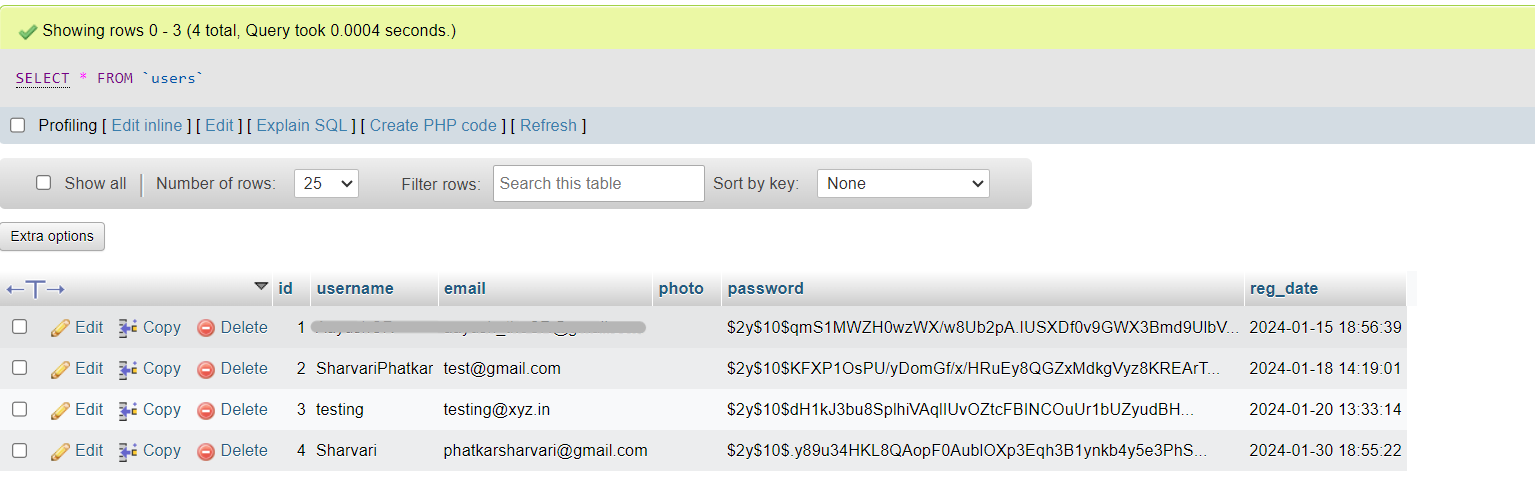 Showing rows 0 - 3 (4 total, Query took 0.0004 seconds.)
SELECT * FROM `users`
Profiling [ Edit inline ] [ Edit ] [ Explain SQL ] [ Create PHP code ] [ Refresh ]
Show all | Number of rows: 25 Filter rows: Search this table Sort by key: None
Extra options
←T→ id username email photo password reg_date
Edit Copy Delete 1 $2y$10$qmS1MWZH0wzWX/w8Ub2pA.IUSXDf0v9GWX3Bmd9UlbV... 2024-01-15 18:56:39
Edit Copy Delete 2 SharvariPhatkar test@gmail.com $2y$10$KFXP1OsPU/yDomGf/x/HRuEy8QGZxMdkgVyz8KREArT... 2024-01-18 14:19:01
Edit Copy Delete 3 testing testing@xyz.in $2y$10$dH1kJ3bu8SplhiVAqlIUvOZtcFBINCOuUr1bUZyudBH... 2024-01-20 13:33:14
Edit Copy Delete 4 Sharvari phatkarsharvari@gmail.com $2y$10$.y89u34HKL8QAopF0AublOXp3Eqh3B1ynkb4y5e3PhS... 2024-01-30 18:55:22